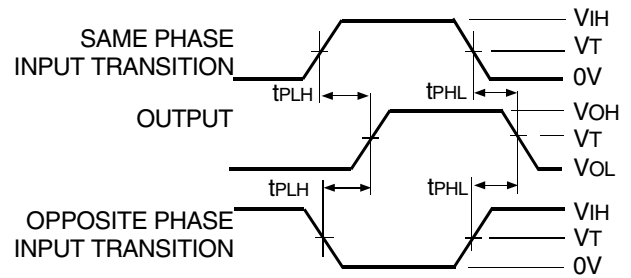 SAME PHASE
INPUT TRANSITION
VIH
VT
0V
tPLH
tPHL
OUTPUT
VOH
VT
VOL
tPLH
tPHL
OPPOSITE PHASE
INPUT TRANSITION
VIH
VT
0V